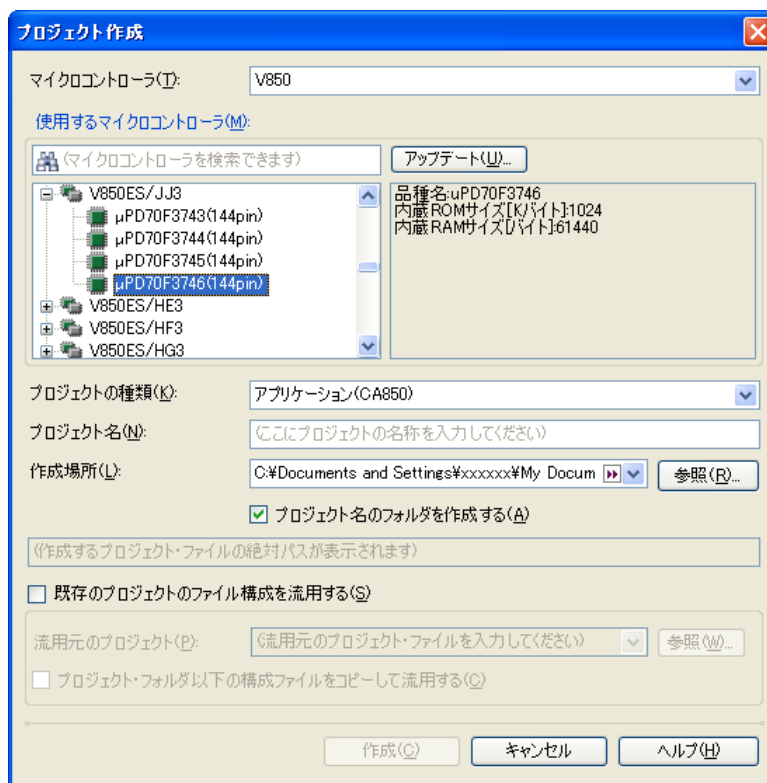 プロジェクト作成
マイクロコントローラ(T): V850
使用するマイクロコントローラ(M):
(マイクロコントローラを検索できます) アップデート(U)...
V850ES/JJ3
μPD70F3743(144pin)
μPD70F3744(144pin)
μPD70F3745(144pin)
μPD70F3746(144pin)
V850ES/HE3
V850ES/HF3
V850ES/HG3
品種名:uPD70F3746
内蔵ROMサイズ[Kバイト]:1024
内蔵RAMサイズ[バイト]:61440
プロジェクトの種類(K): アプリケーション(CA850)
プロジェクト名(N): (ここにプロジェクトの名称を入力してください)
作成場所(L): C:¥Documents and Settings¥xxxxxx¥My Docum 参照(R)...
プロジェクト名のフォルダを作成する(A)
(作成するプロジェクト・ファイルの絶対パスが表示されます)
既存のプロジェクトのファイル構成を流用する(S)
流用元のプロジェクト(P): (流用元のプロジェクト・ファイルを入力してください) 参照(W)...
プロジェクト・フォルダ以下の構成ファイルをコピーして流用する(C)
作成(C) キャンセル ヘルプ(H)